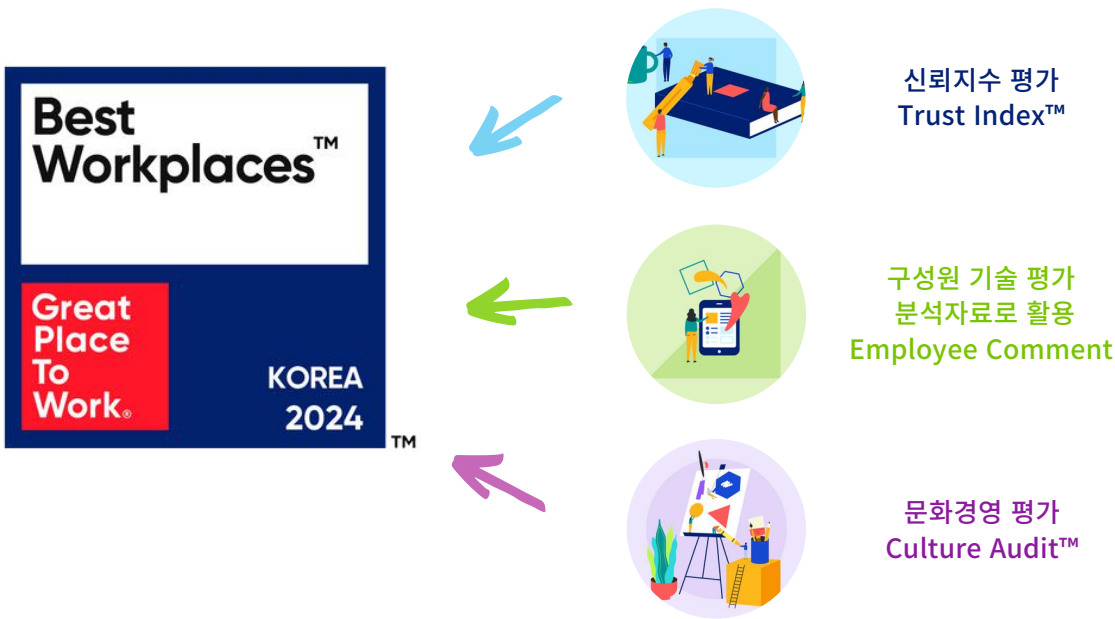 Best
Workplaces™
Great
Place
To
Work®
KOREA
2024
™
신뢰지수 평가
Trust Index™
구성원 기술 평가
분석자료로 활용
Employee Comment
문화경영 평가
Culture Audit™